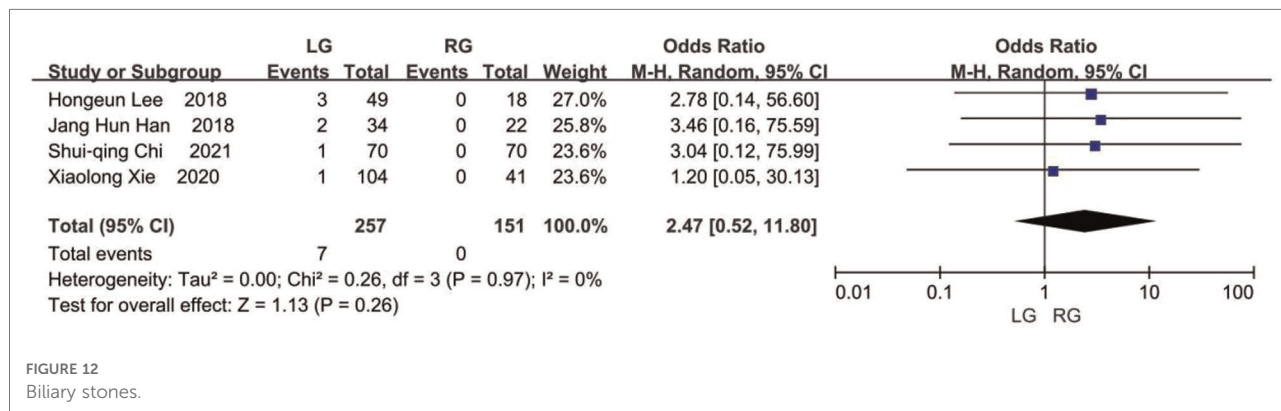 LG RG Odds Ratio Odds Ratio
Study or Subgroup Events Total Events Total Weight M-H, Random, 95% CI M-H, Random, 95% CI
Hongeun Lee 2018 3 49 0 18 27.0% 2.78 [0.14, 56.60]
Jang Hun Han 2018 2 34 0 22 25.8% 3.46 [0.16, 75.59]
Shui-qing Chi 2021 1 70 0 70 23.6% 3.04 [0.12, 75.99]
Xiaolong Xie 2020 1 104 0 41 23.6% 1.20 [0.05, 30.13]
Total (95% CI) 257 151 100.0% 2.47 [0.52, 11.80]
Total events 7 0
Heterogeneity: Tau² = 0.00; Chi² = 0.26, df = 3 (P = 0.97); I² = 0%
Test for overall effect: Z = 1.13 (P = 0.26)
0.01 0.1 1 10 100
LG RG
FIGURE 12
Biliary stones.